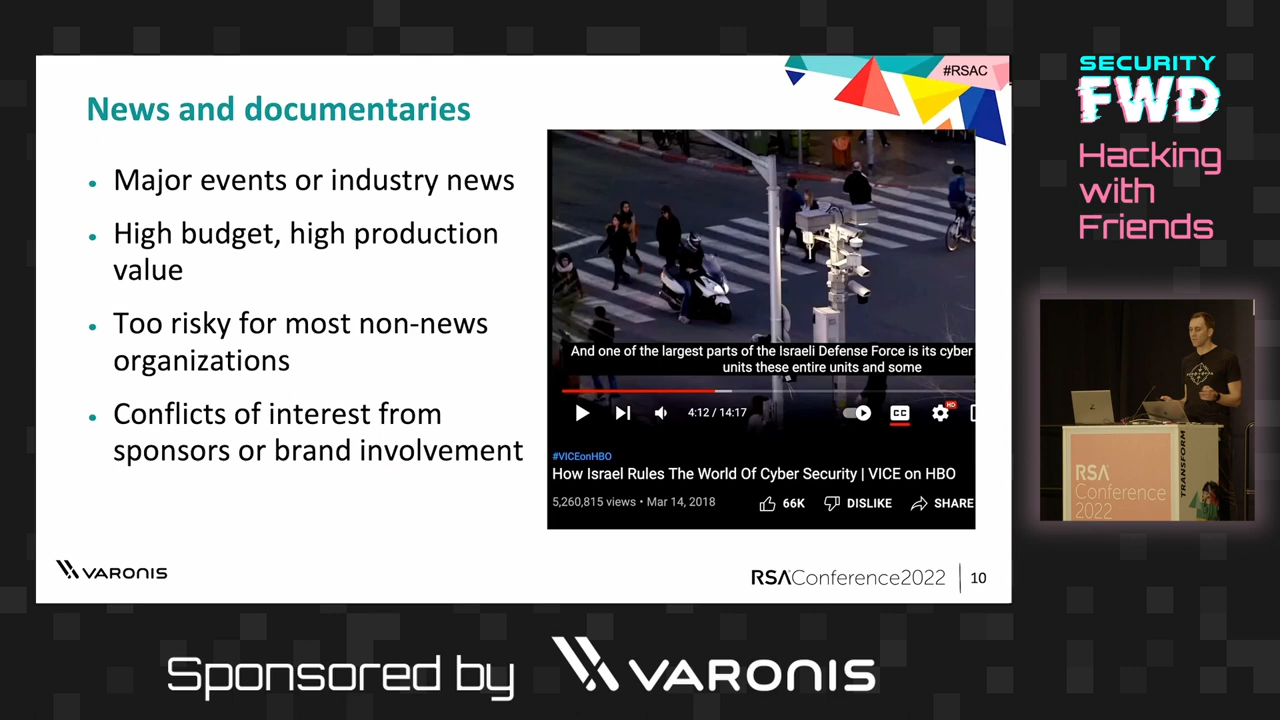 #RSAC
News and documentaries
• Major events or industry news
• High budget, high production
value
• Too risky for most non-news
organizations
• Conflicts of interest from
sponsors or brand involvement
And one of the largest parts of the Israeli Defense Force is its cyber
units these entire units and some
4:12 / 14:17
CC
HD
#VICEonHBO
How Israel Rules The World Of Cyber Security | VICE on HBO
5,260,815 views • Mar 14, 2018
66K
DISLIKE
SHARE
VARONIS
RSAConference2022
10
SECURITY
FWD
Hacking
with
Friends
RSA
Conference
2022
TRANSFORM
Sponsored by VARONIS